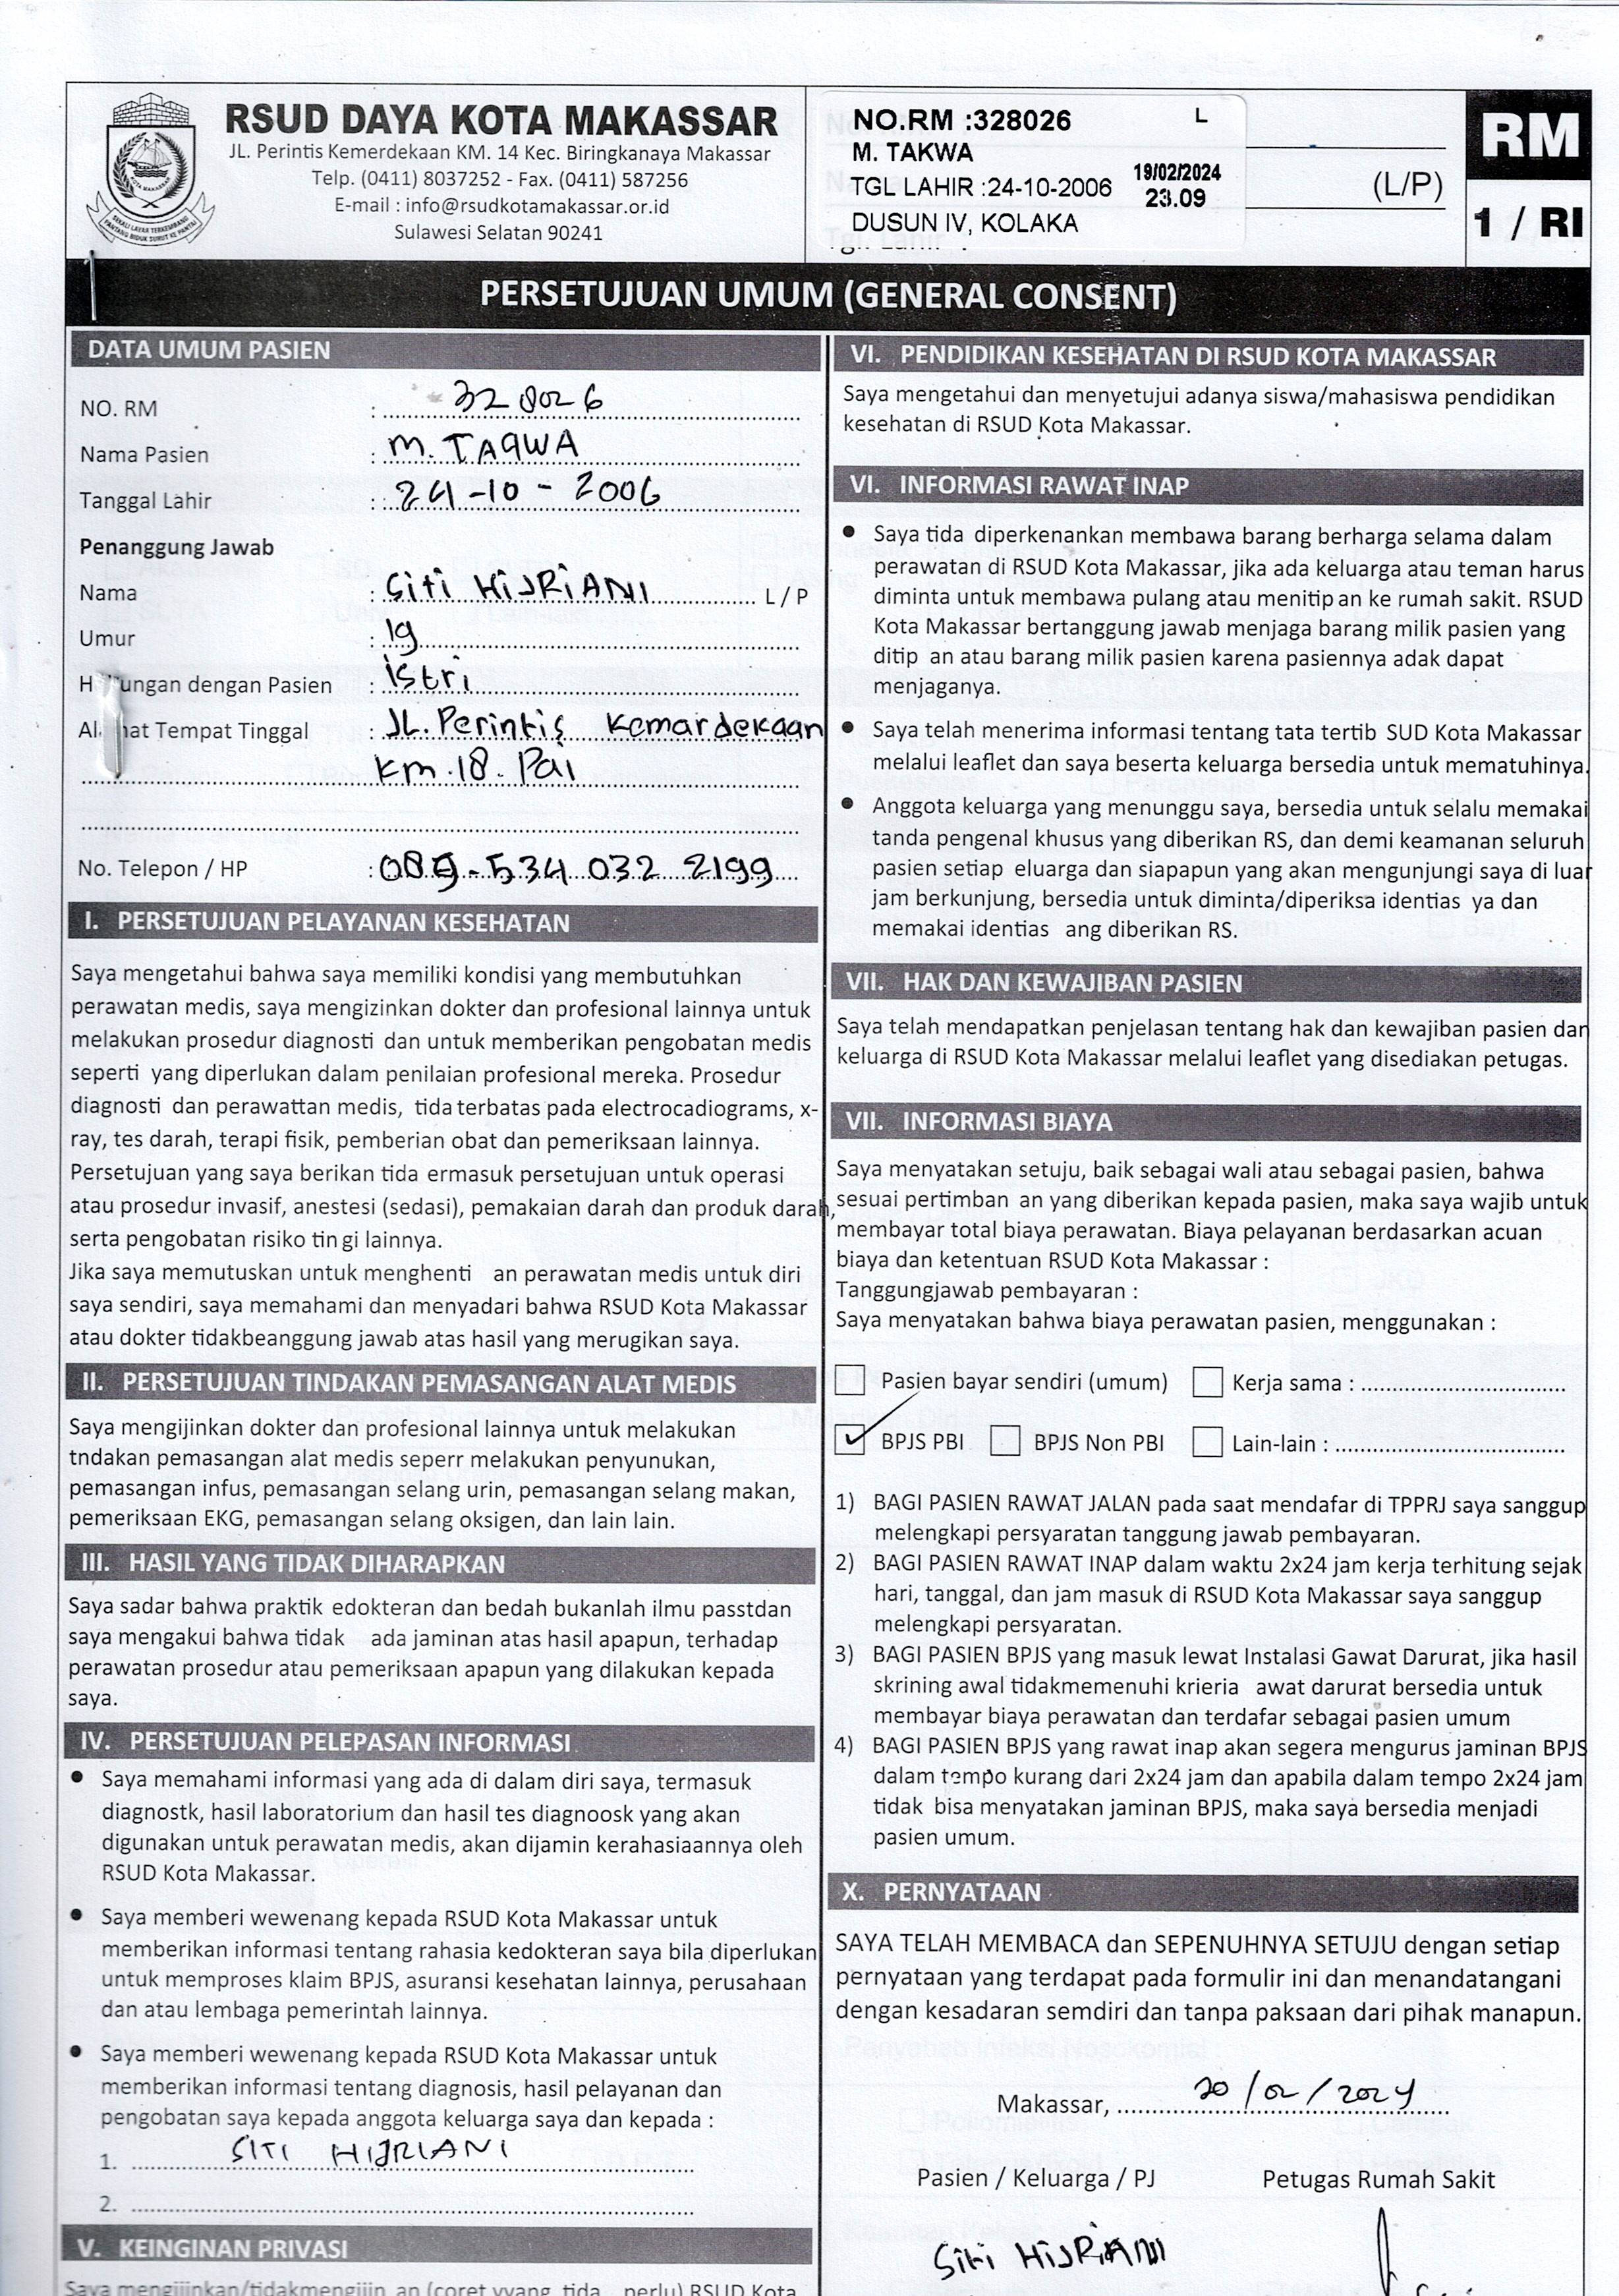 RSUD DAYA KOTA MAKASSAR
JL. Perintis Kemerdekaan KM. 14 Kec. Biringkanaya Makassar
Telp. (0411) 8037252 - Fax. (0411) 587256
E-mail : info@rsudkotamakassar.or.id
Sulawesi Selatan 90241
NO.RM :328026 L
M. TAKWA
TGL LAHIR :24-10-2006 19/02/2024
23.09
DUSUN IV, KOLAKA
(L/P)
RM
1 / RI
PERSETUJUAN UMUM (GENERAL CONSENT)
DATA UMUM PASIEN
NO. RM : 328026
Nama Pasien : M. TAQWA
Tanggal Lahir : 24-10-2006
Penanggung Jawab
Nama : Siti HIJRIANI L / P
Umur : 19
Hubungan dengan Pasien : istri
Alamat Tempat Tinggal : JL. Perintis Kemardekaan
Km.18. Pai
No. Telepon / HP : 089-534 032 2199
I. PERSETUJUAN PELAYANAN KESEHATAN
Saya mengetahui bahwa saya memiliki kondisi yang membutuhkan
perawatan medis, saya mengizinkan dokter dan profesional lainnya untuk
melakukan prosedur diagnosti dan untuk memberikan pengobatan medis
seperti yang diperlukan dalam penilaian profesional mereka. Prosedur
diagnosti dan perawattan medis, tida terbatas pada electrocadiograms, x-
ray, tes darah, terapi fisik, pemberian obat dan pemeriksaan lainnya.
Persetujuan yang saya berikan tida ermasuk persetujuan untuk operasi
atau prosedur invasif, anestesi (sedasi), pemakaian darah dan produk darah,
serta pengobatan risiko tin gi lainnya.
Jika saya memutuskan untuk menghenti an perawatan medis untuk diri
saya sendiri, saya memahami dan menyadari bahwa RSUD Kota Makassar
atau dokter tidakbeanggung jawab atas hasil yang merugikan saya.
II. PERSETUJUAN TINDAKAN PEMASANGAN ALAT MEDIS
Saya mengijinkan dokter dan profesional lainnya untuk melakukan
tndakan pemasangan alat medis seperr melakukan penyunukan,
pemasangan infus, pemasangan selang urin, pemasangan selang makan,
pemeriksaan EKG, pemasangan selang oksigen, dan lain lain.
III. HASIL YANG TIDAK DIHARAPKAN
Saya sadar bahwa praktik edokteran dan bedah bukanlah ilmu passtdan
saya mengakui bahwa tidak ada jaminan atas hasil apapun, terhadap
perawatan prosedur atau pemeriksaan apapun yang dilakukan kepada
saya.
IV. PERSETUJUAN PELEPASAN INFORMASI
• Saya memahami informasi yang ada di dalam diri saya, termasuk
diagnostk, hasil laboratorium dan hasil tes diagnoosk yang akan
digunakan untuk perawatan medis, akan dijamin kerahasiaannya oleh
RSUD Kota Makassar.
• Saya memberi wewenang kepada RSUD Kota Makassar untuk
memberikan informasi tentang rahasia kedokteran saya bila diperlukan
untuk memproses klaim BPJS, asuransi kesehatan lainnya, perusahaan
dan atau lembaga pemerintah lainnya.
• Saya memberi wewenang kepada RSUD Kota Makassar untuk
memberikan informasi tentang diagnosis, hasil pelayanan dan
pengobatan saya kepada anggota keluarga saya dan kepada :
1. SITI HIJRIANI
2.
V. KEINGINAN PRIVASI
Saya mengijinkan/tidakmengijin an (coret yyang tida perlu) RSUD Kota
VI. PENDIDIKAN KESEHATAN DI RSUD KOTA MAKASSAR
Saya mengetahui dan menyetujui adanya siswa/mahasiswa pendidikan
kesehatan di RSUD Kota Makassar.
VI. INFORMASI RAWAT INAP
• Saya tida diperkenankan membawa barang berharga selama dalam
perawatan di RSUD Kota Makassar, jika ada keluarga atau teman harus
diminta untuk membawa pulang atau menitip an ke rumah sakit. RSUD
Kota Makassar bertanggung jawab menjaga barang milik pasien yang
ditip an atau barang milik pasien karena pasiennya adak dapat
menjaganya.
• Saya telah menerima informasi tentang tata tertib SUD Kota Makassar
melalui leaflet dan saya beserta keluarga bersedia untuk mematuhinya.
• Anggota keluarga yang menunggu saya, bersedia untuk selalu memakai
tanda pengenal khusus yang diberikan RS, dan demi keamanan seluruh
pasien setiap eluarga dan siapapun yang akan mengunjungi saya di luar
jam berkunjung, bersedia untuk diminta/diperiksa identias ya dan
memakai identias ang diberikan RS.
VII. HAK DAN KEWAJIBAN PASIEN
Saya telah mendapatkan penjelasan tentang hak dan kewajiban pasien dan
keluarga di RSUD Kota Makassar melalui leaflet yang disediakan petugas.
VII. INFORMASI BIAYA
Saya menyatakan setuju, baik sebagai wali atau sebagai pasien, bahwa
sesuai pertimban an yang diberikan kepada pasien, maka saya wajib untuk
membayar total biaya perawatan. Biaya pelayanan berdasarkan acuan
biaya dan ketentuan RSUD Kota Makassar :
Tanggungjawab pembayaran :
Saya menyatakan bahwa biaya perawatan pasien, menggunakan :
Pasien bayar sendiri (umum) Kerja sama :
✓ BPJS PBI BPJS Non PBI Lain-lain :
1) BAGI PASIEN RAWAT JALAN pada saat mendafar di TPPRJ saya sanggup
melengkapi persyaratan tanggung jawab pembayaran.
2) BAGI PASIEN RAWAT INAP dalam waktu 2x24 jam kerja terhitung sejak
hari, tanggal, dan jam masuk di RSUD Kota Makassar saya sanggup
melengkapi persyaratan.
3) BAGI PASIEN BPJS yang masuk lewat Instalasi Gawat Darurat, jika hasil
skrining awal tidakmemenuhi krieria awat darurat bersedia untuk
membayar biaya perawatan dan terdafar sebagai pasien umum
4) BAGI PASIEN BPJS yang rawat inap akan segera mengurus jaminan BPJS
dalam tempo kurang dari 2x24 jam dan apabila dalam tempo 2x24 jam
tidak bisa menyatakan jaminan BPJS, maka saya bersedia menjadi
pasien umum.
X. PERNYATAAN
SAYA TELAH MEMBACA dan SEPENUHNYA SETUJU dengan setiap
pernyataan yang terdapat pada formulir ini dan menandatangani
dengan kesadaran semdiri dan tanpa paksaan dari pihak manapun.
Makassar, 20/02/2024
Pasien / Keluarga / PJ Petugas Rumah Sakit
Siti HIJRIANI